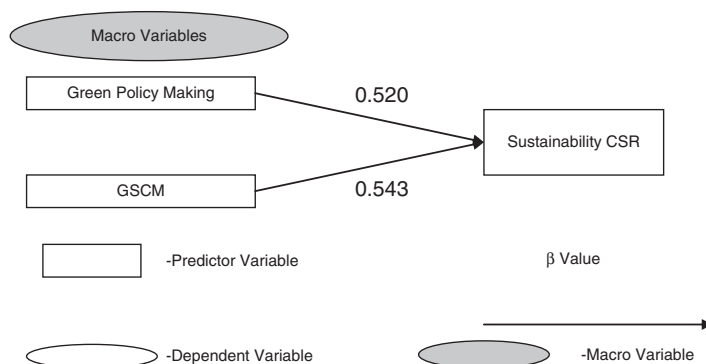 Macro Variables
Green Policy Making
0.520
Sustainability CSR
GSCM
0.543
-Predictor Variable
β Value
-Dependent Variable
-Macro Variable